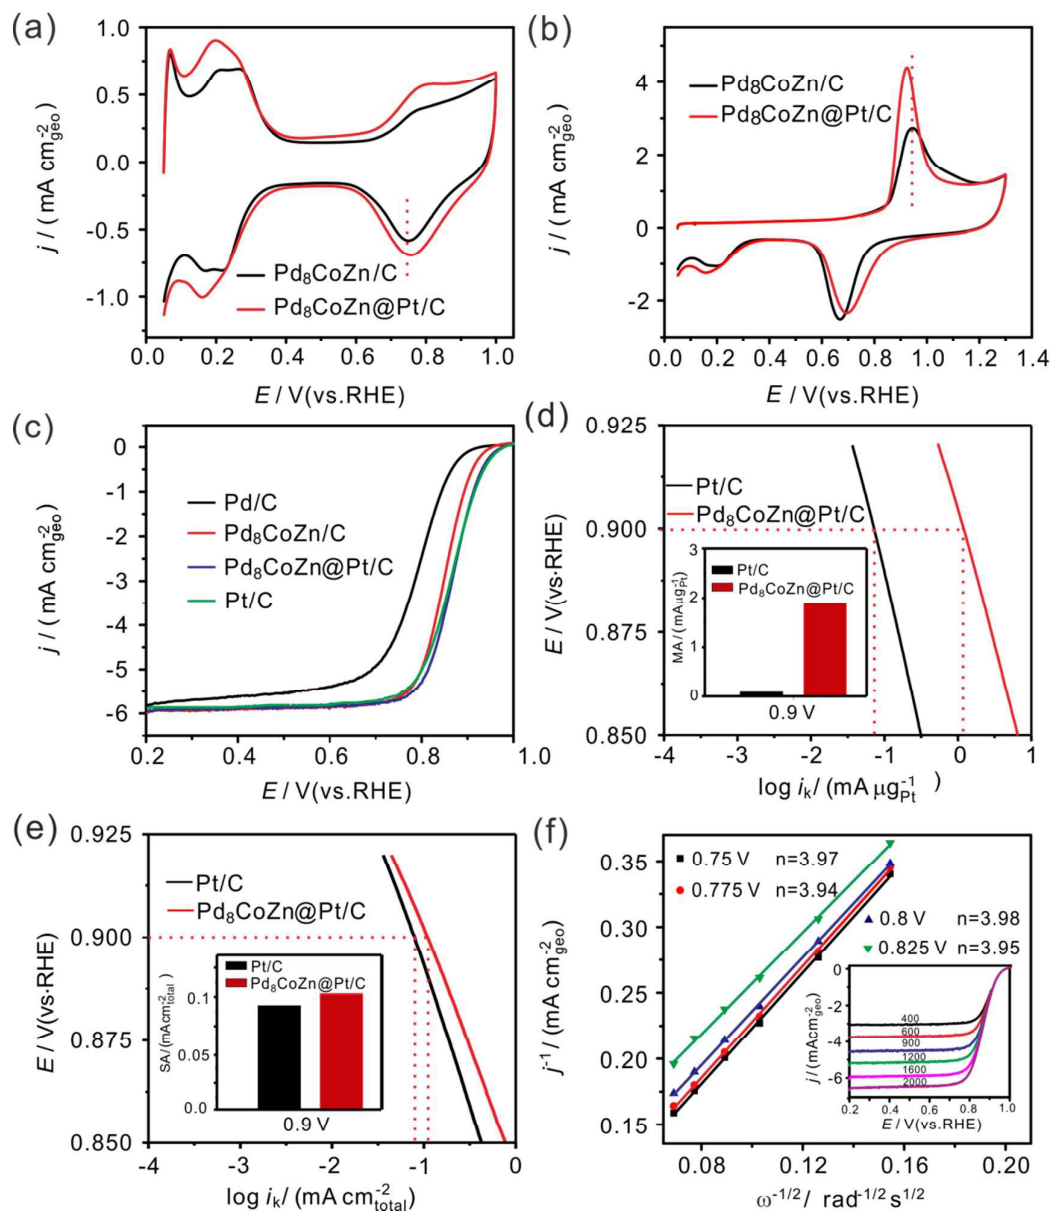 (a)
1.0
0.5
0.0
-0.5
-1.0
j / ( mA cm-2geo)
Pd8CoZn/C
Pd8CoZn@Pt/C
0.0 0.2 0.4 0.6 0.8 1.0
E / V(vs.RHE)
(b)
4
2
0
-2
j / ( mA cm-2geo)
Pd8CoZn/C
Pd8CoZn@Pt/C
0.0 0.2 0.4 0.6 0.8 1.0 1.2 1.4
E / V(vs.RHE)
(c)
0
-1
-2
-3
-4
-5
-6
j / ( mA cm-2geo)
Pd/C
Pd8CoZn/C
Pd8CoZn@Pt/C
Pt/C
0.2 0.4 0.6 0.8 1.0
E / V(vs.RHE)
(d)
0.925
0.900
0.875
0.850
E / V(vs·RHE)
Pt/C
Pd8CoZn@Pt/C
3
2
1
0
MA / (mAμg-1Pt)
Pt/C
Pd8CoZn@Pt/C
0.9 V
-4 -3 -2 -1 0 1
log ik/ (mA μg-1Pt )
(e)
0.925
0.900
0.875
0.850
E / V(vs·RHE)
Pt/C
Pd8CoZn@Pt/C
0.1
0.05
0.0
SA/(mAcm-2total)
Pt/C
Pd8CoZn@Pt/C
0.9 V
-4 -3 -2 -1 0
log ik/ (mA cm-2total)
(f)
0.35
0.30
0.25
0.20
0.15
j-1 / (mA cm-2geo)
0.75 V n=3.97
0.775 V n=3.94
0.8 V n=3.98
0.825 V n=3.95
0
-2
-4
-6
j / (mAcm-2geo)
400
600
900
1200
1600
2000
0.2 0.4 0.6 0.8 1.0
E / V(vs.RHE)
0.08 0.12 0.16 0.20
ω-1/2/ rad-1/2 s1/2